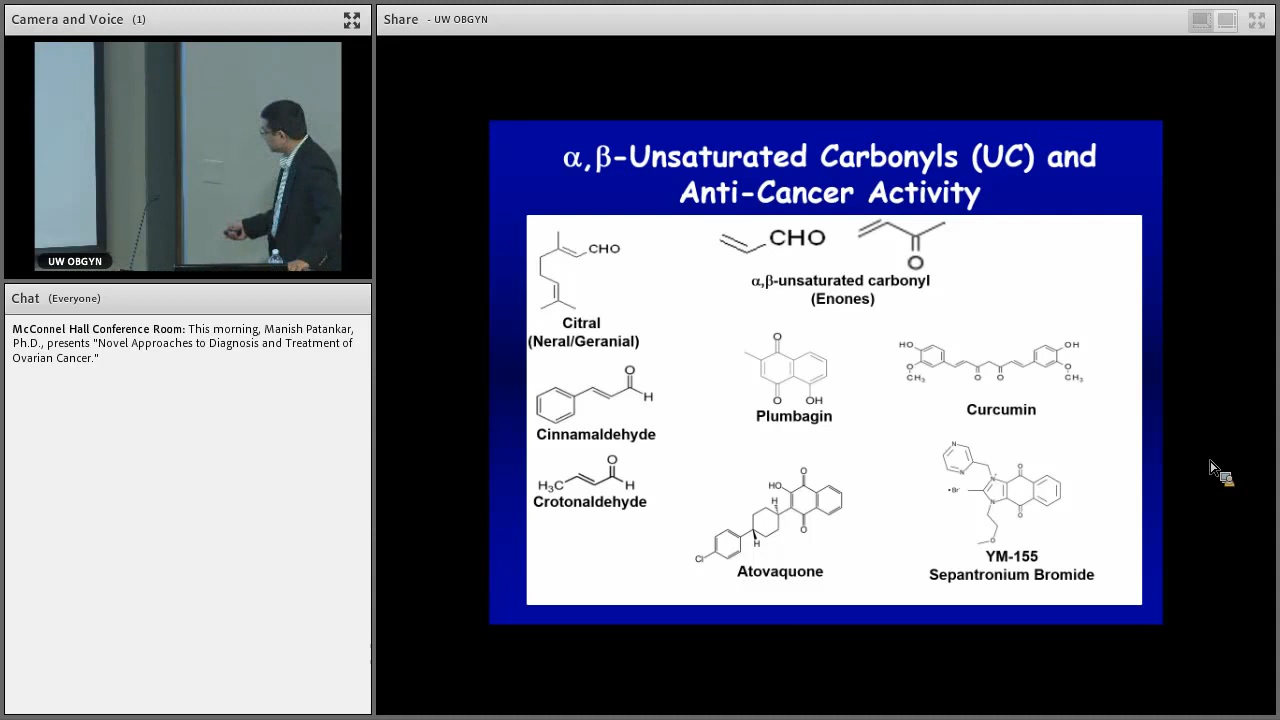 Camera and Voice (1)
UW OBGYN
Chat (Everyone)
McConnel Hall Conference Room: This morning, Manish Patankar,
Ph.D., presents "Novel Approaches to Diagnosis and Treatment of
Ovarian Cancer."
Share - UW OBGYN
α,β-Unsaturated Carbonyls (UC) and
Anti-Cancer Activity
CHO
Citral
(Neral/Geranial)
CHO
O
α,β-unsaturated carbonyl
(Enones)
O
H
Cinnamaldehyde
O
O
OH
Plumbagin
HO
OH
O
O
O
O
CH3
CH3
Curcumin
O
H3C
H
Crotonaldehyde
O
HO
H
O
H
Cl
Atovaquone
N
N
N+
O
•Br-
N
O
O
YM-155
Sepantronium Bromide